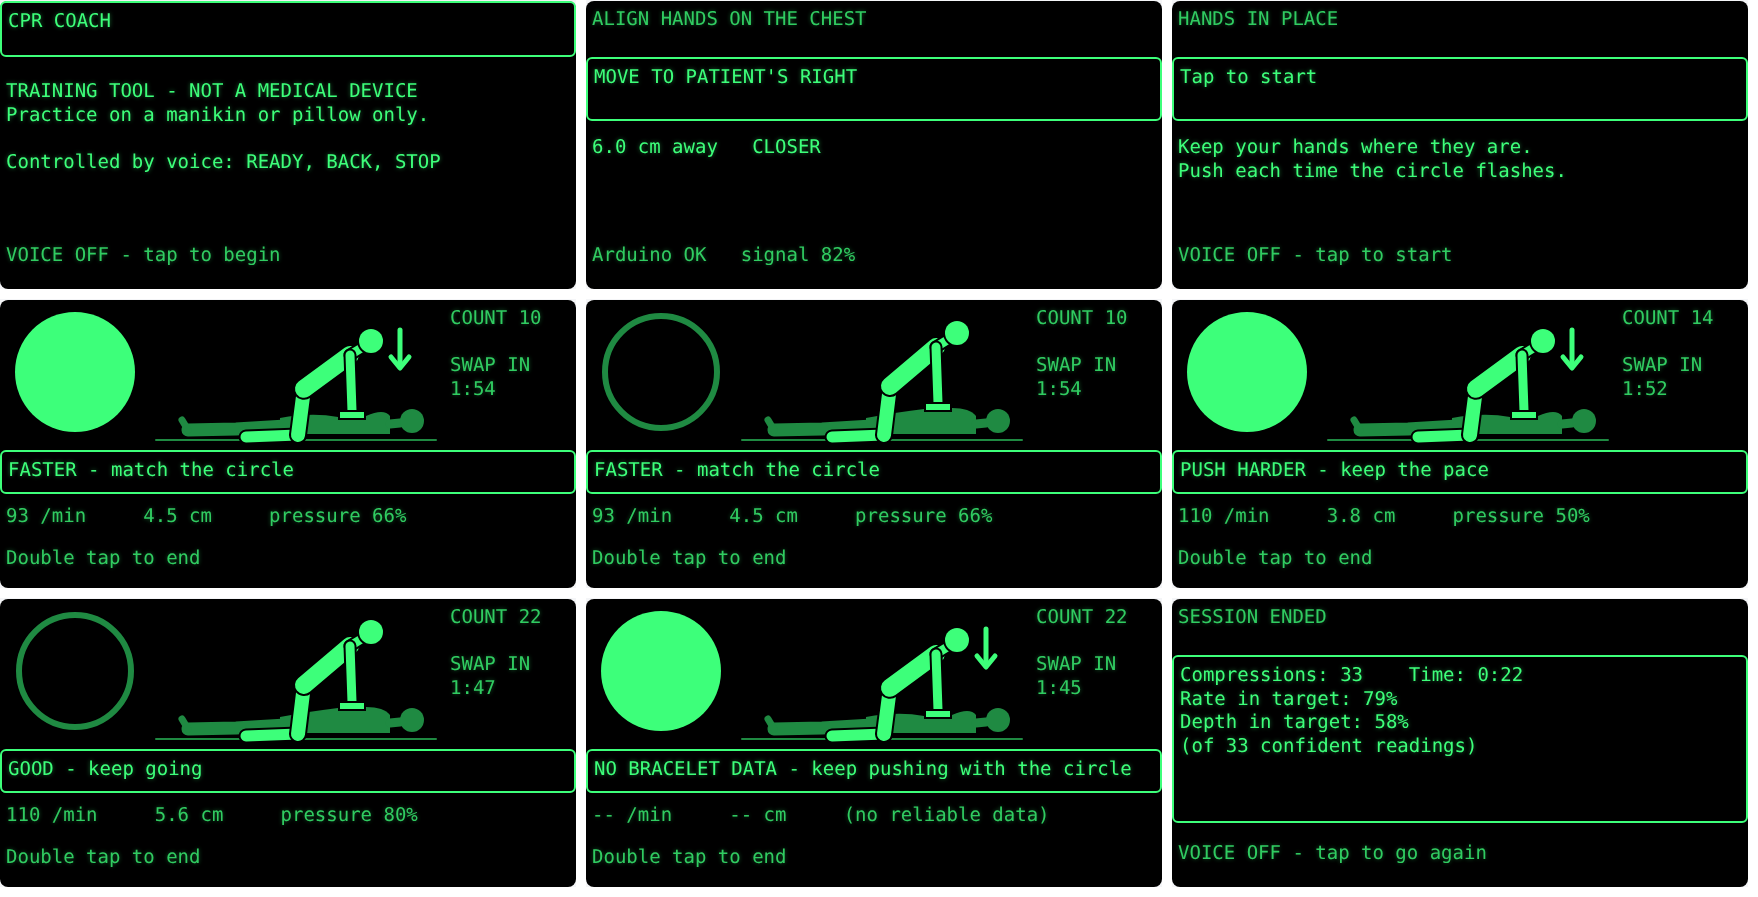 CPR COACH
TRAINING TOOL - NOT A MEDICAL DEVICE
Practice on a manikin or pillow only.
Controlled by voice: READY, BACK, STOP
VOICE OFF - tap to begin
ALIGN HANDS ON THE CHEST
MOVE TO PATIENT'S RIGHT
6.0 cm away CLOSER
Arduino OK signal 82%
HANDS IN PLACE
Tap to start
Keep your hands where they are.
Push each time the circle flashes.
VOICE OFF - tap to start
COUNT 10
SWAP IN
1:54
FASTER - match the circle
93 /min 4.5 cm pressure 66%
Double tap to end
COUNT 10
SWAP IN
1:54
FASTER - match the circle
93 /min 4.5 cm pressure 66%
Double tap to end
COUNT 14
SWAP IN
1:52
PUSH HARDER - keep the pace
110 /min 3.8 cm pressure 50%
Double tap to end
COUNT 22
SWAP IN
1:47
GOOD - keep going
110 /min 5.6 cm pressure 80%
Double tap to end
COUNT 22
SWAP IN
1:45
NO BRACELET DATA - keep pushing with the circle
-- /min -- cm (no reliable data)
Double tap to end
SESSION ENDED
Compressions: 33 Time: 0:22
Rate in target: 79%
Depth in target: 58%
(of 33 confident readings)
VOICE OFF - tap to go again